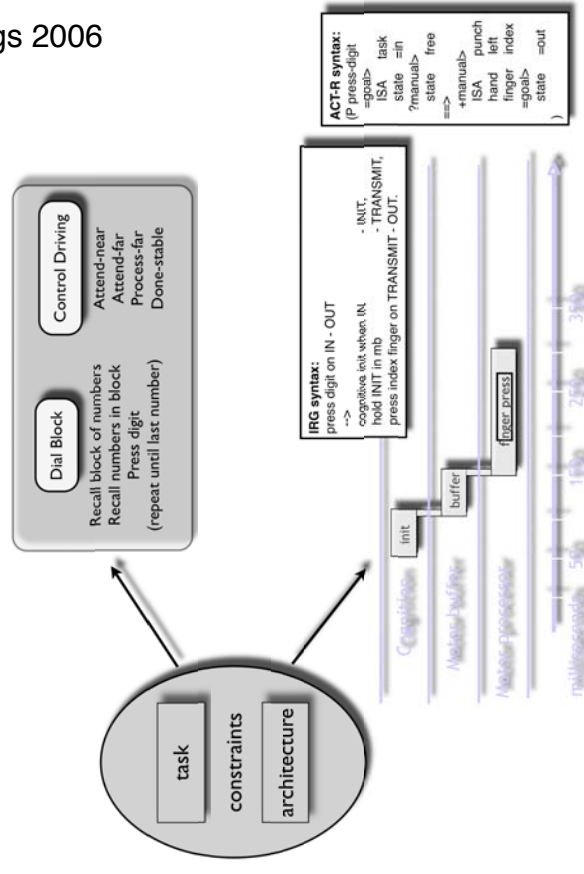 gs 2006
task
constraints
architecture
Dial Block
Recall block of numbers
Recall numbers in block
Press digit
(repeat until last number)
Control Driving
Attend-near
Attend-far
Process-far
Done-stable
IRG syntax:
press digit on IN - OUT
-->
cognitive init when IN - INIT,
hold INIT in mb - TRANSMIT,
press index finger on TRANSMIT - OUT.
ACT-R syntax:
(P press-digit
=goal>
ISA task
state =in
?manual>
state free
==>
+manual>
ISA punch
hand left
finger index
=goal>
state =out
)
Cognition
init
Motor buffer
buffer
Motor processor
finger press
milliseconds 50 150 250 350